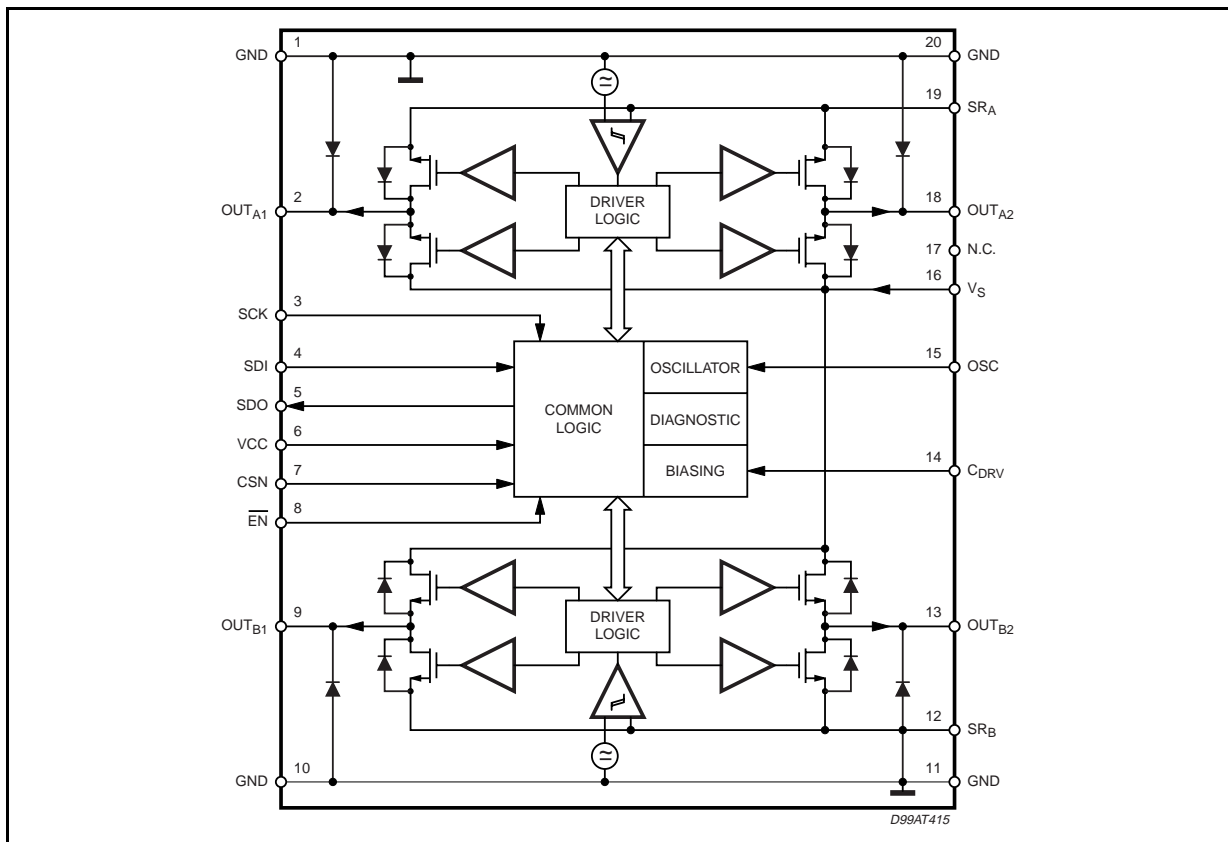 1
GND
20
GND
19
SRA
2
OUTA1
DRIVER
LOGIC
18
OUTA2
17
N.C.
16
VS
3
SCK
4
SDI
5
SDO
6
VCC
7
CSN
8
EN
COMMON
LOGIC
OSCILLATOR
DIAGNOSTIC
BIASING
15
OSC
14
CDRV
9
OUTB1
DRIVER
LOGIC
13
OUTB2
12
SRB
10
GND
11
GND
D99AT415